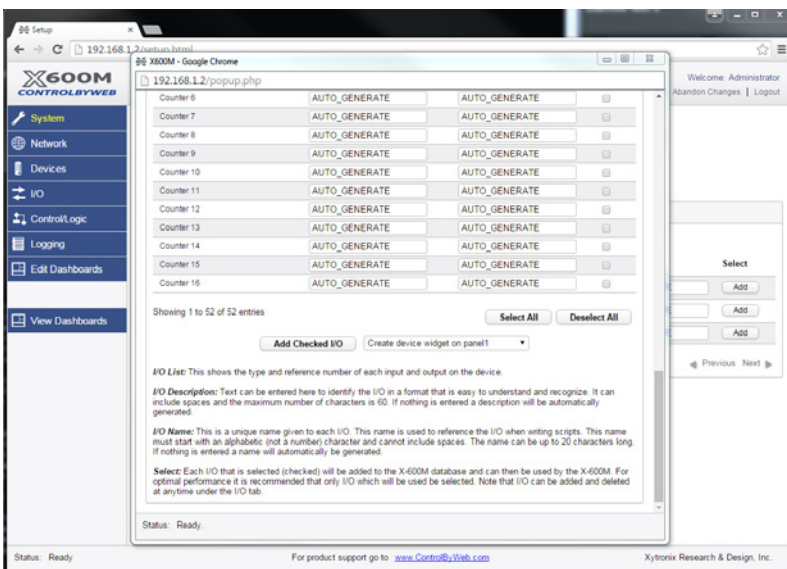 Setup
192.168.1.2/setup.html
X600M
CONTROLBYWEB
Welcome: Administrator
Abandon Changes | Logout
System
Network
Devices
I/O
Control/Logic
Logging
Edit Dashboards
View Dashboards
X600M - Google Chrome
192.168.1.2/popup.php
Counter 6 AUTO_GENERATE AUTO_GENERATE
Counter 7 AUTO_GENERATE AUTO_GENERATE
Counter 8 AUTO_GENERATE AUTO_GENERATE
Counter 9 AUTO_GENERATE AUTO_GENERATE
Counter 10 AUTO_GENERATE AUTO_GENERATE
Counter 11 AUTO_GENERATE AUTO_GENERATE
Counter 12 AUTO_GENERATE AUTO_GENERATE
Counter 13 AUTO_GENERATE AUTO_GENERATE
Counter 14 AUTO_GENERATE AUTO_GENERATE
Counter 15 AUTO_GENERATE AUTO_GENERATE
Counter 16 AUTO_GENERATE AUTO_GENERATE
Showing 1 to 52 of 52 entries
Select All Deselect All
Add Checked I/O Create device widget on panel1
I/O List: This shows the type and reference number of each input and output on the device.
I/O Description: Text can be entered here to identify the I/O in a format that is easy to understand and recognize. It can
include spaces and the maximum number of characters is 60. If nothing is entered a description will be automatically
generated.
I/O Name: This is a unique name given to each I/O. This name is used to reference the I/O when writing scripts. This name
must start with an alphabetic (not a number) character and cannot include spaces. The name can be up to 20 characters long.
If nothing is entered a name will automatically be generated.
Select: Each I/O that is selected (checked) will be added to the X-600M database and can then be used by the X-600M. For
optimal performance it is recommended that only I/O which will be used be selected. Note that I/O can be added and deleted
at anytime under the I/O tab.
Status: Ready.
Select
Add
Add
Add
Previous Next
Status: Ready
For product support go to www.ControlByWeb.com
Xytronix Research & Design, Inc.